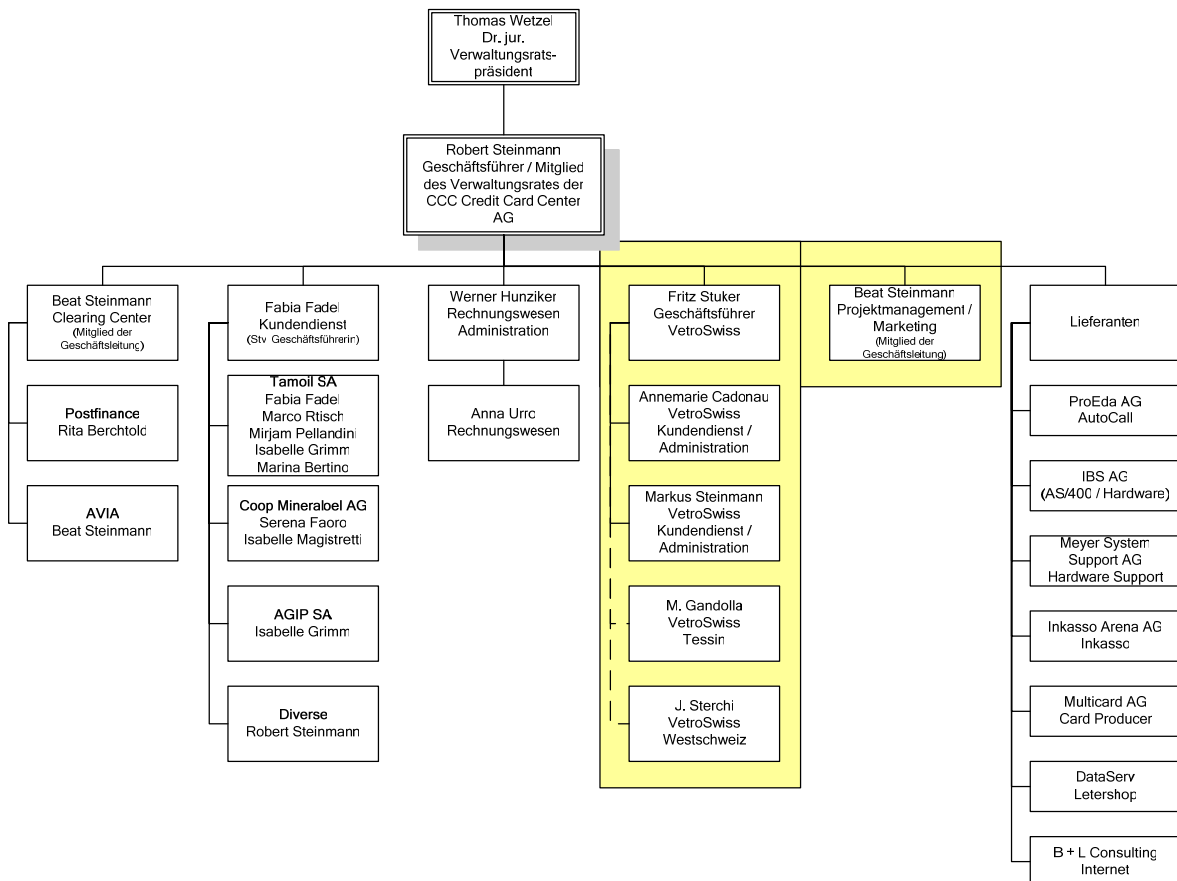 Thomas Wetzel
Dr. jur.
Verwaltungsrats-
präsident
Robert Steinmann
Geschäftsführer / Mitglied
des Verwaltungsrates der
CCC Credit Card Center
AG
Beat Steinmann
Clearing Center
(Mitglied der
Geschäftsleitung)
Postfinance
Rita Berchtold
AVIA
Beat Steinmann
Fabia Fadel
Kundendienst
(Stv. Geschäftsführerin)
Tamoil SA
Fabia Fadel
Marco Rtisch
Mirjam Pellandini
Isabelle Grimm
Marina Bertino
Coop Mineraloel AG
Serena Faoro
Isabelle Magistretti
AGIP SA
Isabelle Grimm
Diverse
Robert Steinmann
Werner Hunziker
Rechnungswesen
Administration
Anna Urro
Rechnungswesen
Fritz Stuker
Geschäftsführer
VetroSwiss
Annemarie Cadonau
VetroSwiss
Kundendienst /
Administration
Markus Steinmann
VetroSwiss
Kundendienst /
Administration
M. Gandolla
VetroSwiss
Tessin
J. Sterchi
VetroSwiss
Westschweiz
Beat Steinmann
Projektmanagement /
Marketing
(Mitglied der
Geschäftsleitung)
Lieferanten
ProEda AG
AutoCall
IBS AG
(AS/400 / Hardware)
Meyer System
Support AG
Hardware Support
Inkasso Arena AG
Inkasso
Multicard AG
Card Producer
DataServ
Letershop
B + L Consulting
Internet